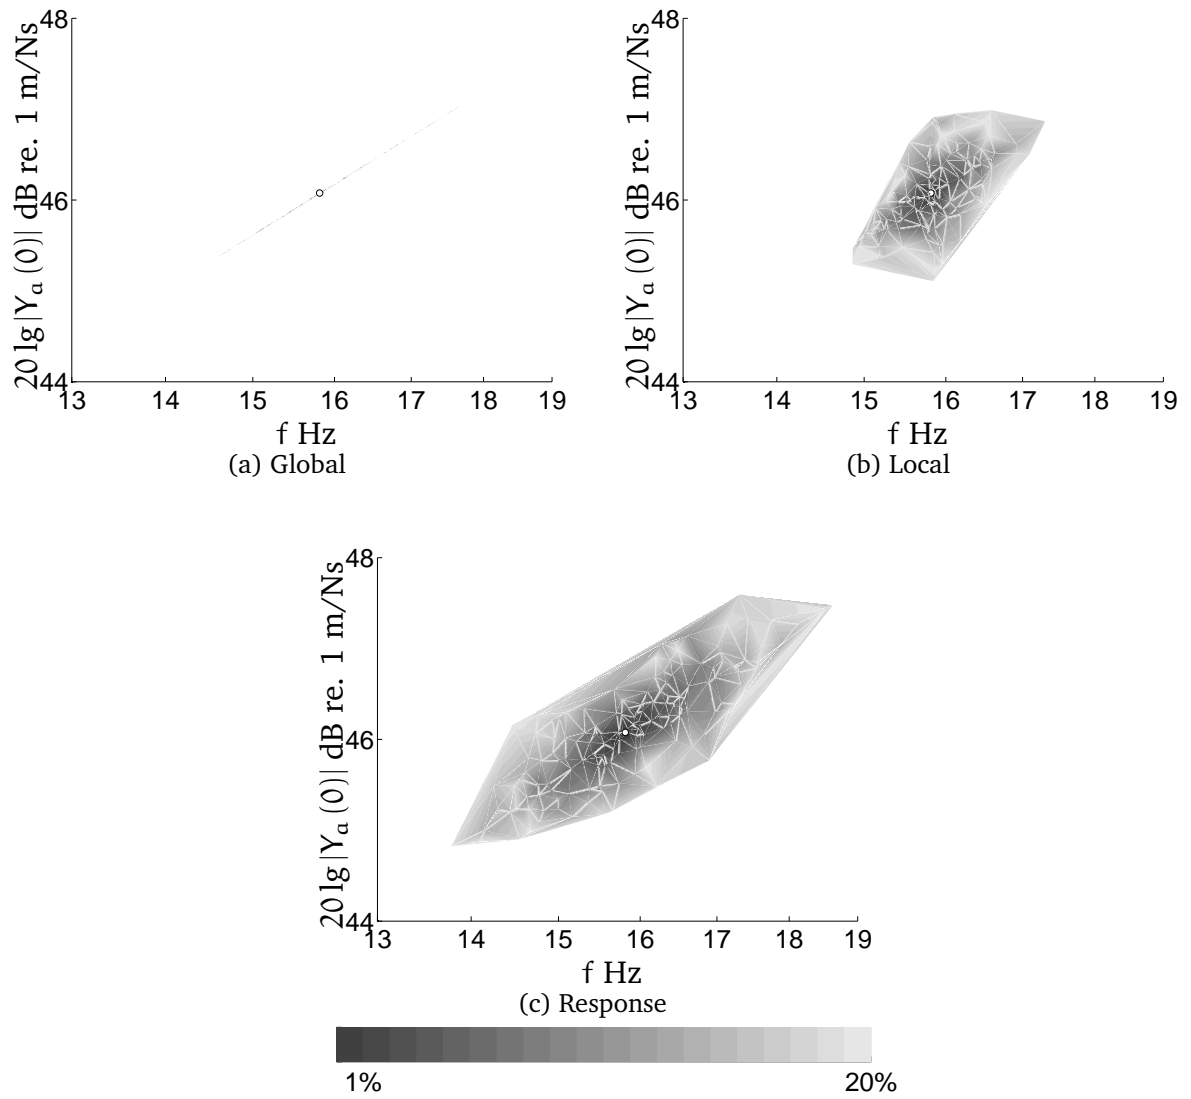 48
46
44
20 lg|Yₐ (0)| dB re. 1 m/Ns
13 14 15 16 17 18 19
f Hz
(a) Global
48
46
44
20 lg|Yₐ (0)| dB re. 1 m/Ns
13 14 15 16 17 18 19
f Hz
(b) Local
48
46
44
20 lg|Yₐ (0)| dB re. 1 m/Ns
13 14 15 16 17 18 19
f Hz
(c) Response
1% 20%